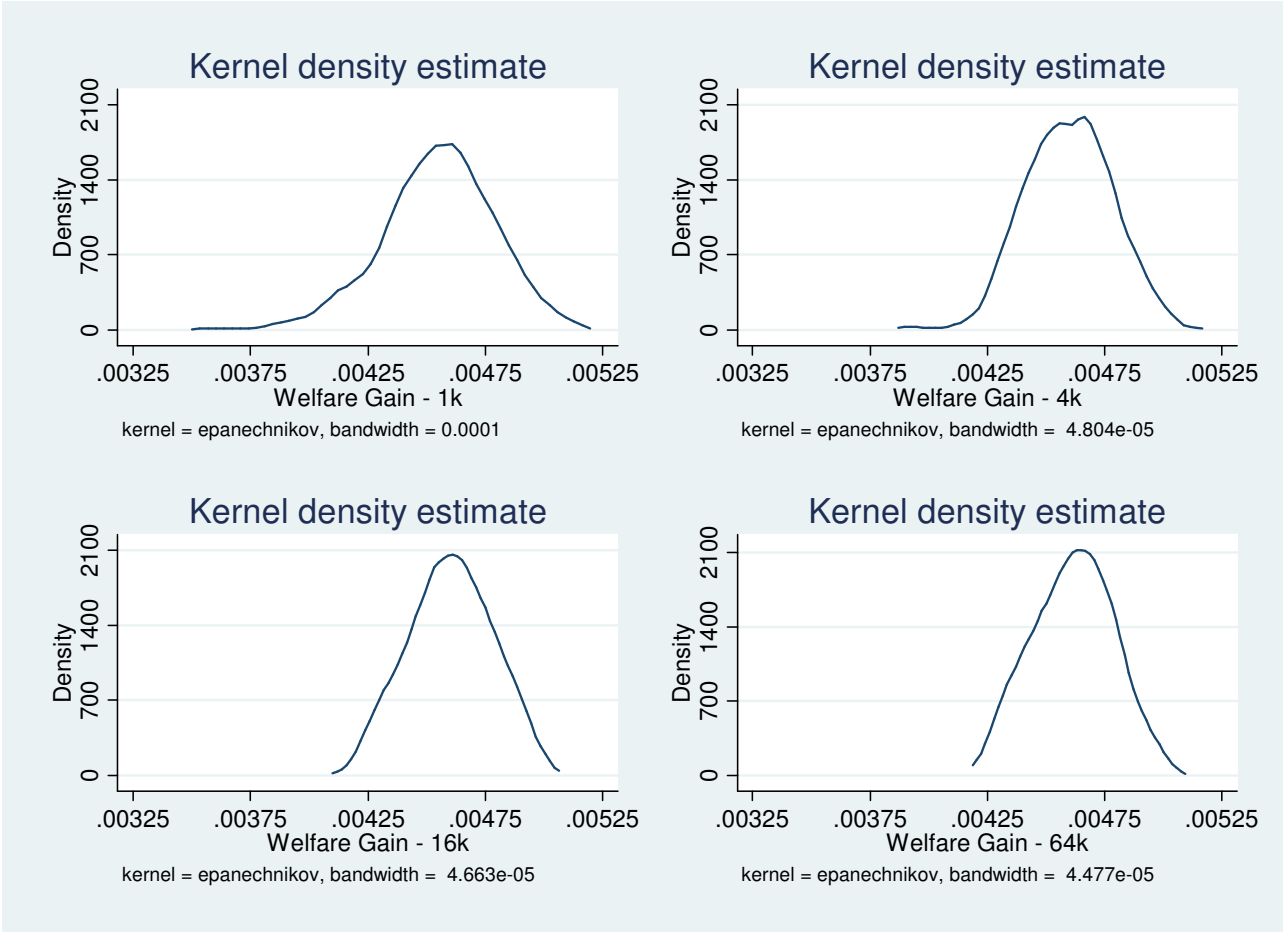 Kernel density estimate
Density
2100
1400
700
0
.00325 .00375 .00425 .00475 .00525
Welfare Gain - 1k
kernel = epanechnikov, bandwidth = 0.0001
Kernel density estimate
Density
2100
1400
700
0
.00325 .00375 .00425 .00475 .00525
Welfare Gain - 4k
kernel = epanechnikov, bandwidth = 4.804e-05
Kernel density estimate
Density
2100
1400
700
0
.00325 .00375 .00425 .00475 .00525
Welfare Gain - 16k
kernel = epanechnikov, bandwidth = 4.663e-05
Kernel density estimate
Density
2100
1400
700
0
.00325 .00375 .00425 .00475 .00525
Welfare Gain - 64k
kernel = epanechnikov, bandwidth = 4.477e-05